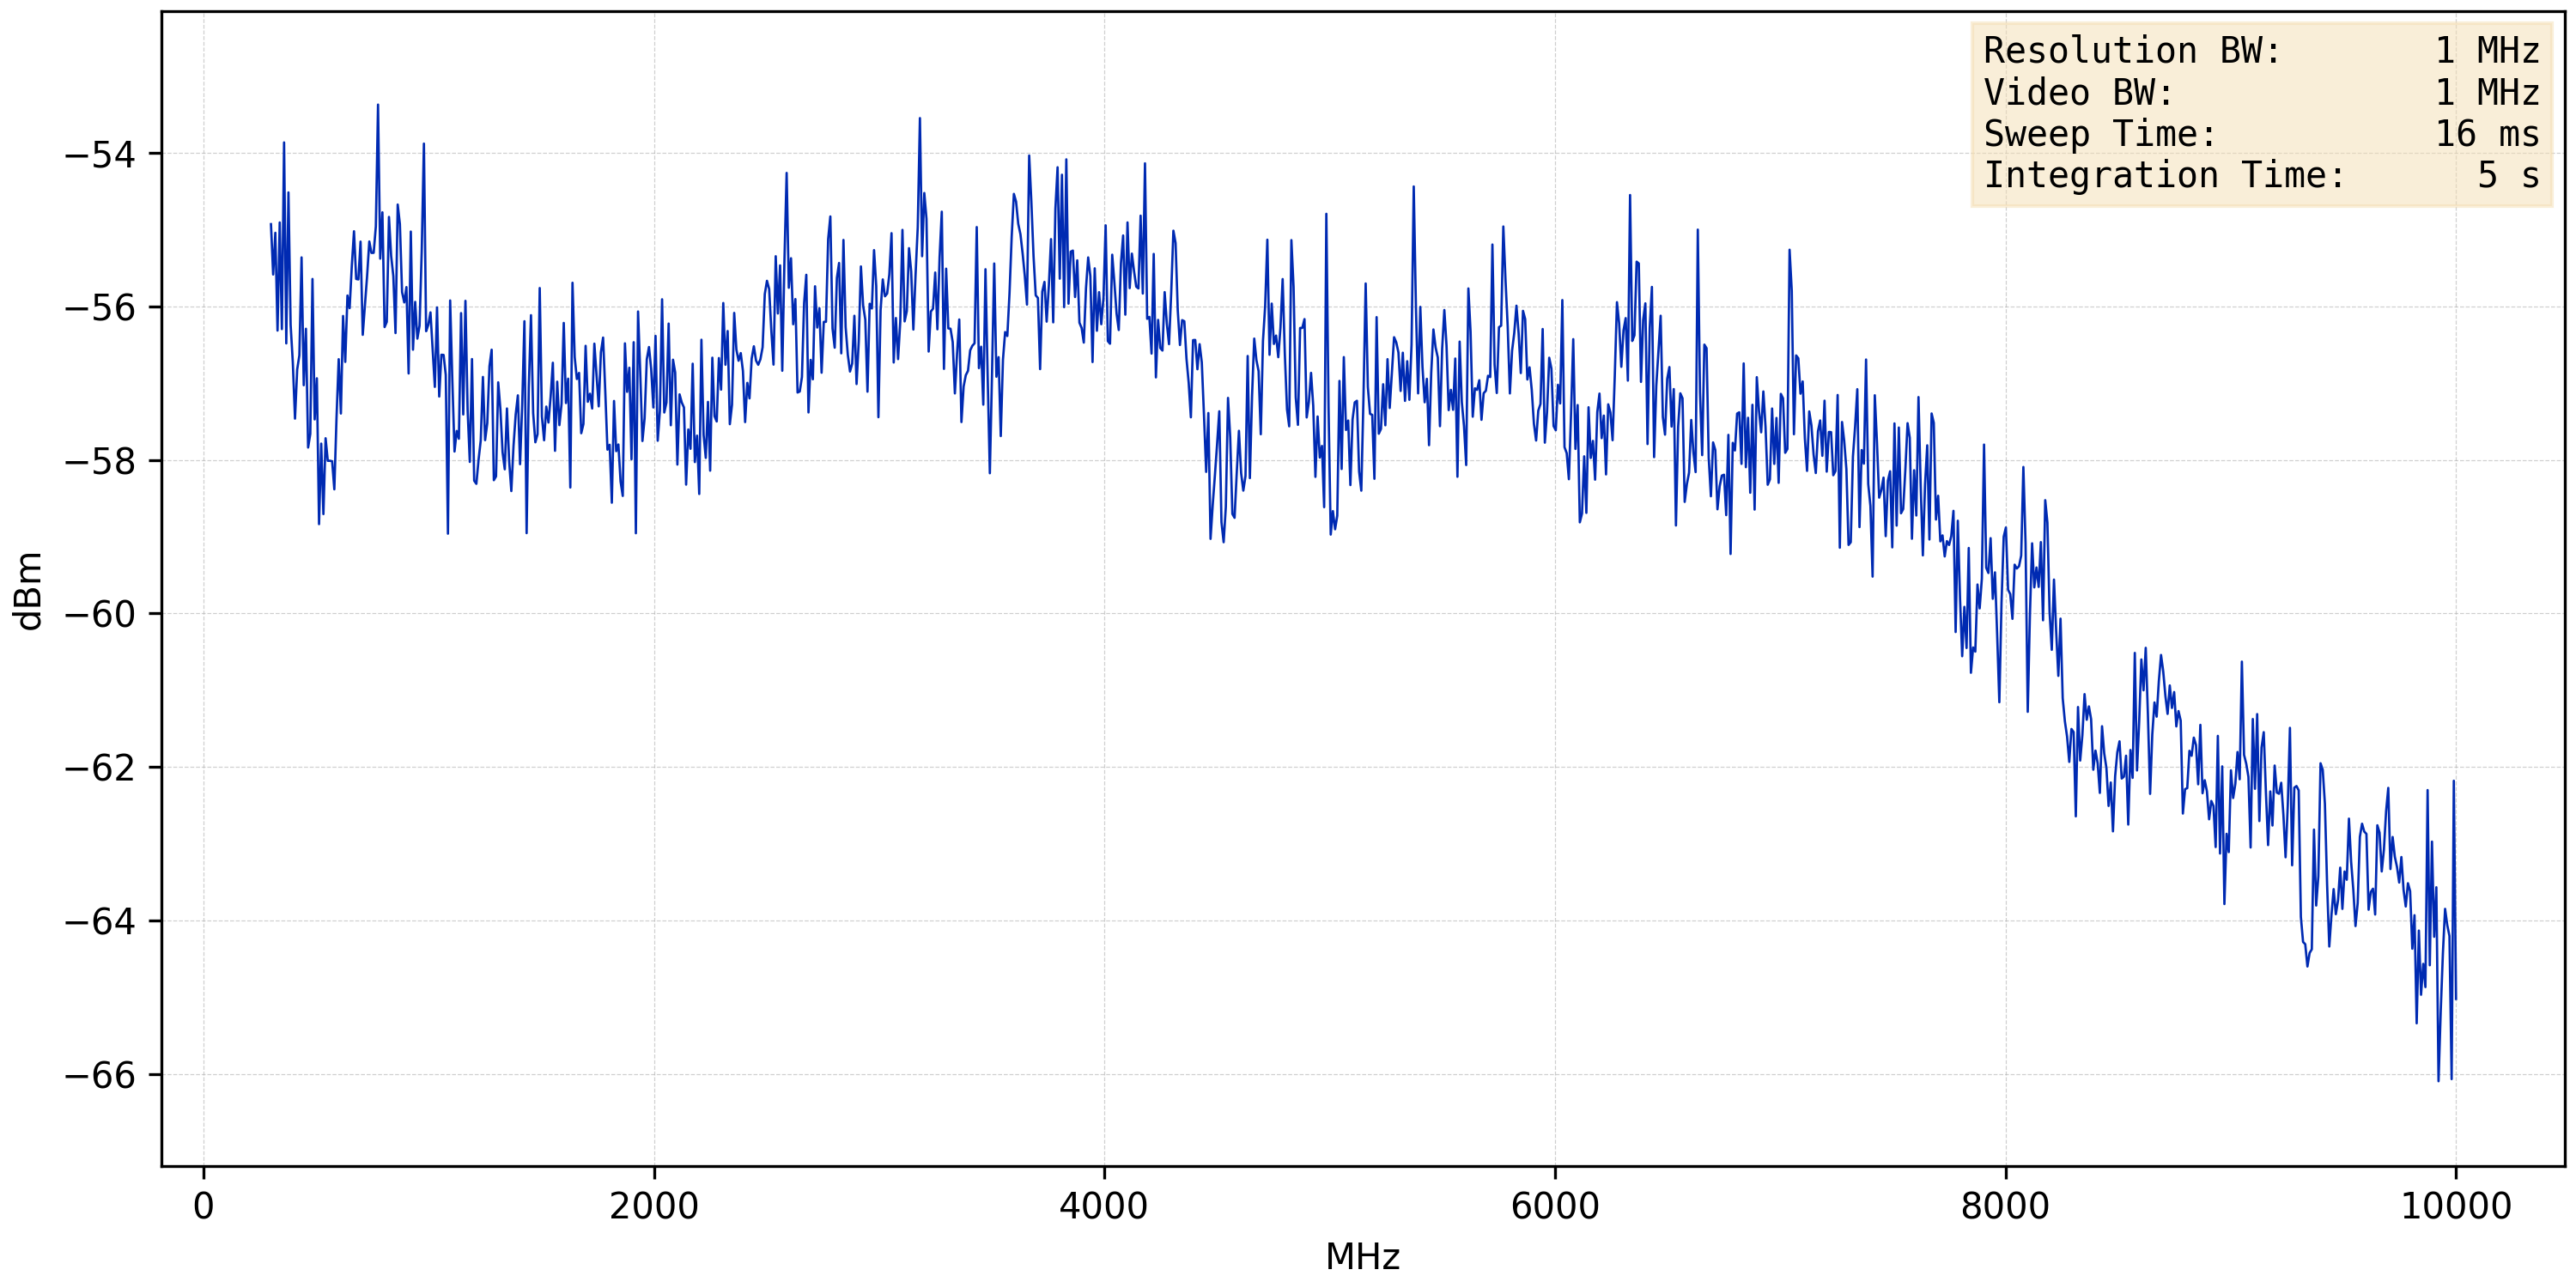 Resolution BW: 1 MHz
Video BW: 1 MHz
Sweep Time: 16 ms
Integration Time: 5 s
−54
−56
−58
−60
−62
−64
−66
dBm
0 2000 4000 6000 8000 10000
MHz